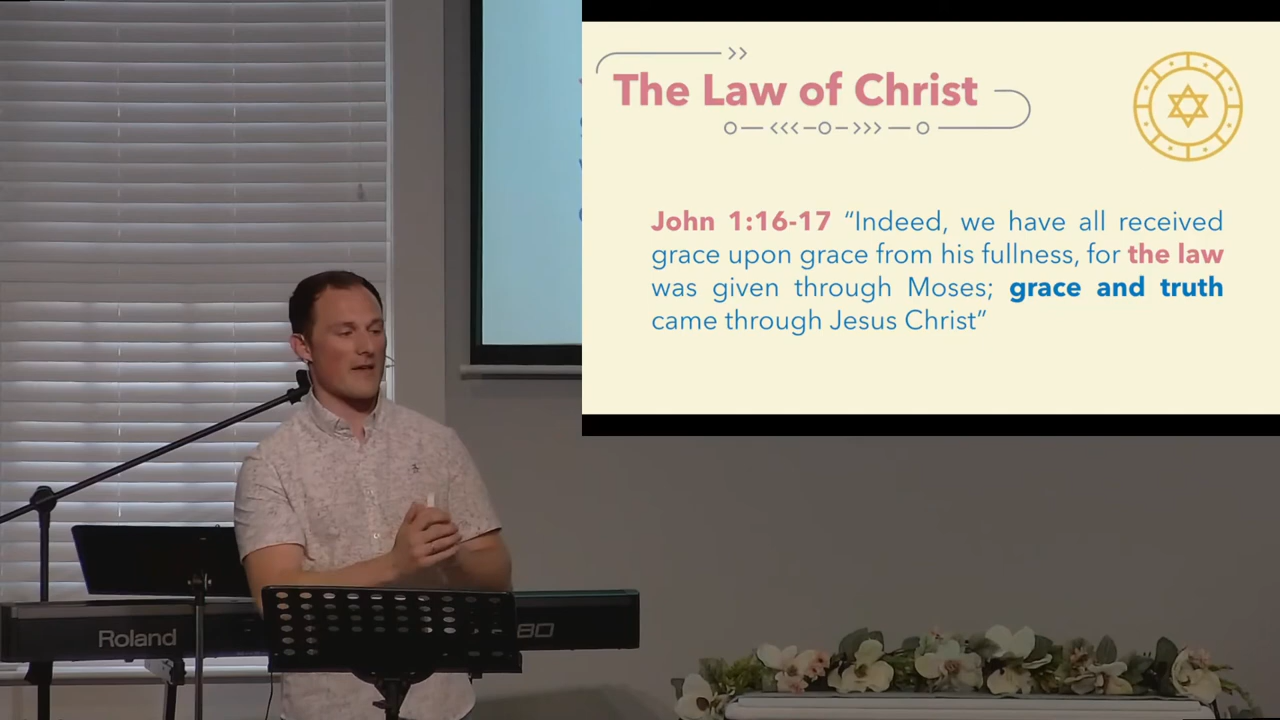 The Law of Christ
John 1:16-17 “Indeed, we have all received
grace upon grace from his fullness, for the law
was given through Moses; grace and truth
came through Jesus Christ”
Roland
80